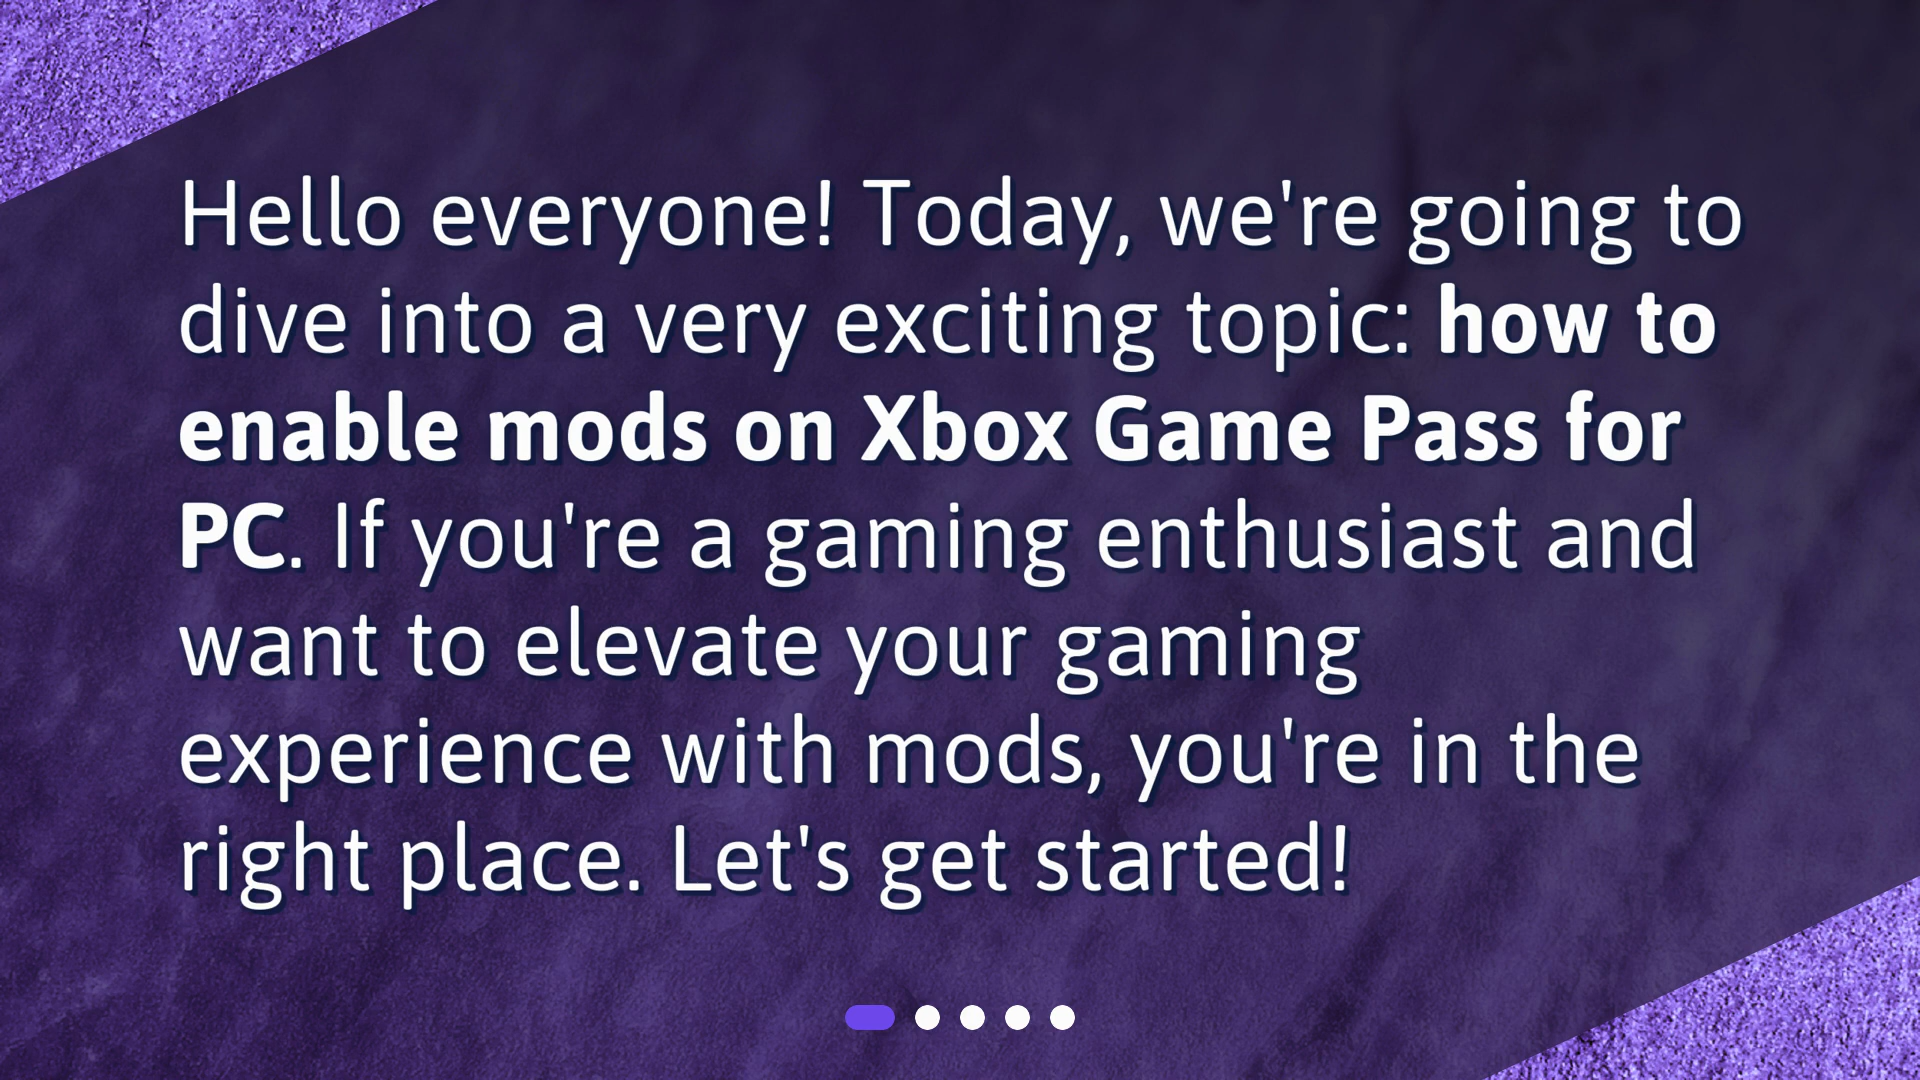 Hello everyone! Today, we're going to
dive into a very exciting topic: how to
enable mods on Xbox Game Pass for
PC. If you're a gaming enthusiast and
want to elevate your gaming
experience with mods, you're in the
right place. Let's get started!